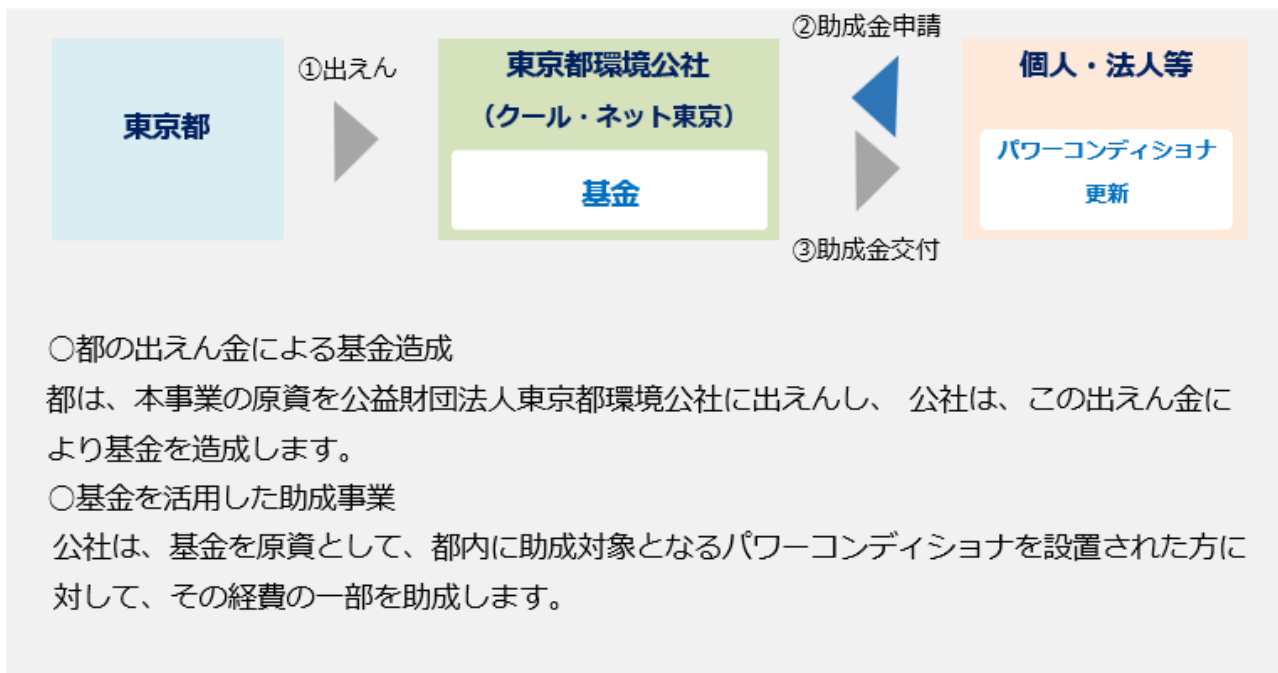 東京都
①出えん
東京都環境公社
（クール・ネット東京）
基金
②助成金申請
③助成金交付
個人・法人等
パワーコンディショナ
更新
○都の出えん金による基金造成
都は、本事業の原資を公益財団法人東京都環境公社に出えんし、 公社は、この出えん金に
より基金を造成します。
○基金を活用した助成事業
公社は、基金を原資として、都内に助成対象となるパワーコンディショナを設置された方に
対して、その経費の一部を助成します。